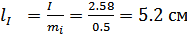 l_I = I/m_i = 2.58/0.5 = 5.2 см